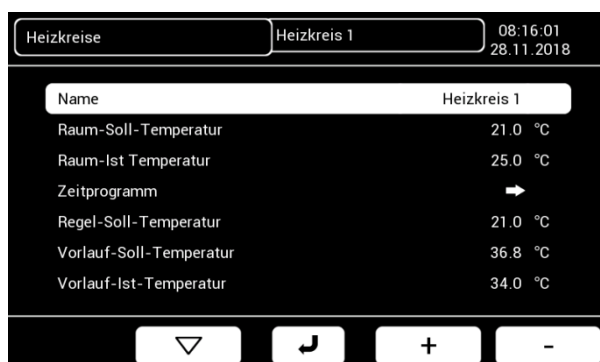 Heizkreise Heizkreis 1 08:16:01
28.11.2018
Name Heizkreis 1
Raum-Soll-Temperatur 21.0 °C
Raum-Ist Temperatur 25.0 °C
Zeitprogramm
Regel-Soll-Temperatur 21.0 °C
Vorlauf-Soll-Temperatur 36.8 °C
Vorlauf-Ist-Temperatur 34.0 °C
+ -